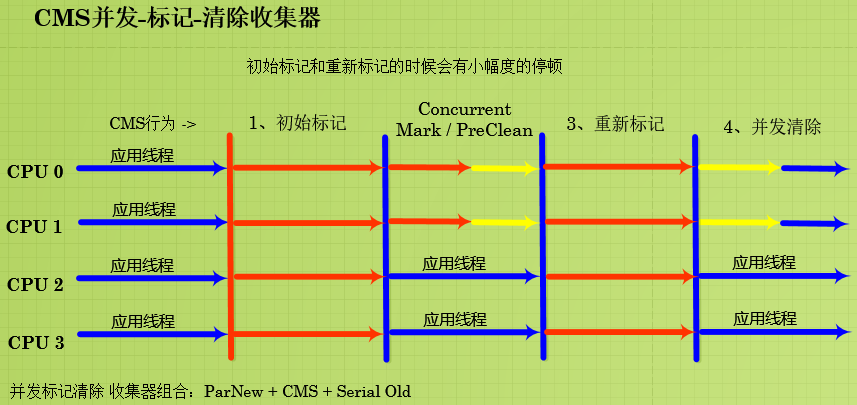 CMS并发-标记-清除收集器
初始标记和重新标记的时候会有小幅度的停顿
CMS行为 ->
1、初始标记
Concurrent
Mark / PreClean
3、重新标记
4、并发清除
CPU 0
应用线程
CPU 1
应用线程
CPU 2
应用线程
应用线程
应用线程
CPU 3
应用线程
应用线程
应用线程
并发标记清除 收集器组合：ParNew + CMS + Serial Old